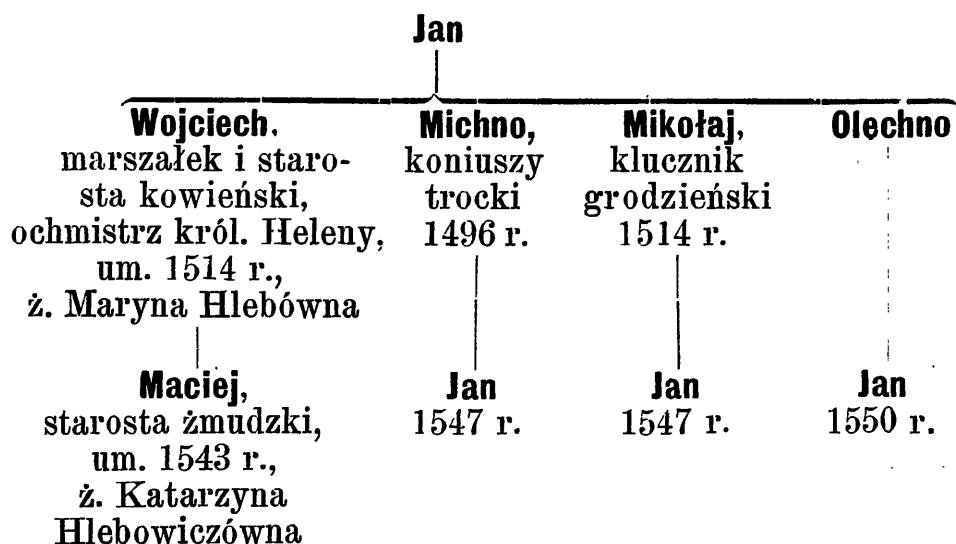 Jan
Wojciech, Michno, Mikołaj, Olechno
marszałek i staro- koniuszy klucznik
sta kowieński, trocki grodzieński
ochmistrz król. Heleny, 1496 r. 1514 r.
um. 1514 r.,
ż. Maryna Hlebówna
Maciej, Jan Jan Jan
starosta żmudzki, 1547 r. 1547 r. 1550 r.
um. 1543 r.,
ż. Katarzyna
Hlebowiczówna